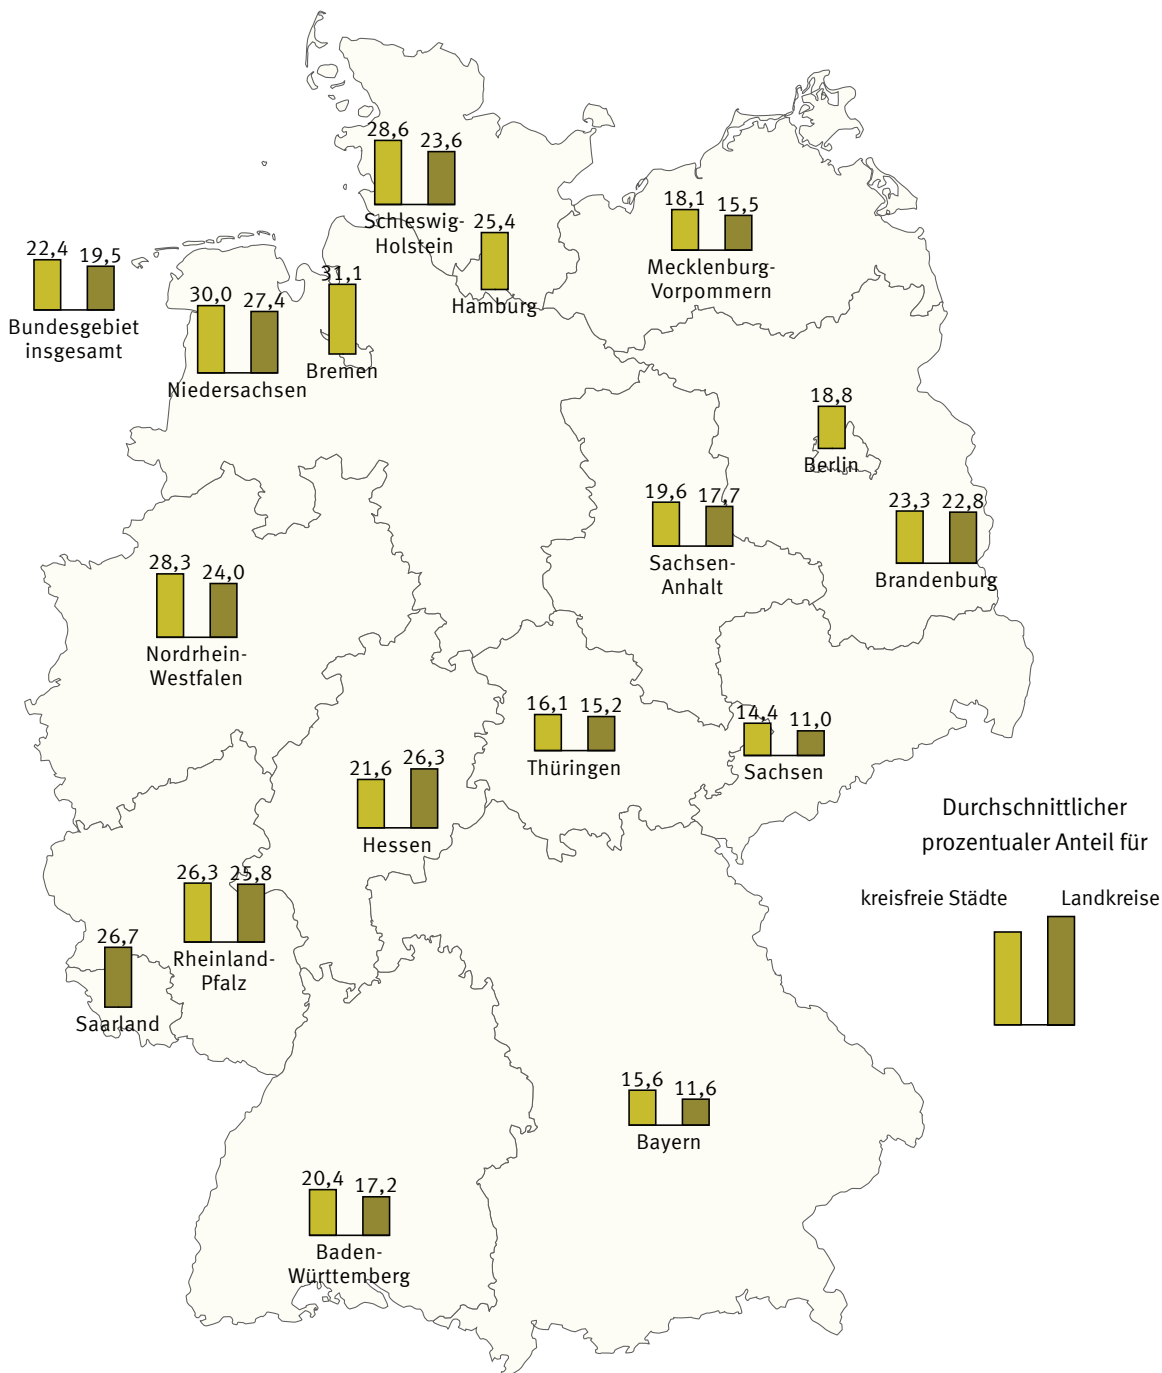 28,6 23,6
Schleswig-
Holstein
18,1 15,5
Mecklenburg-
Vorpommern
25,4
Hamburg
22,4 19,5
Bundesgebiet
insgesamt
30,0 27,4
Niedersachsen
31,1
Bremen
18,8
Berlin
19,6 17,7
Sachsen-
Anhalt
23,3 22,8
Brandenburg
28,3 24,0
Nordrhein-
Westfalen
16,1 15,2
Thüringen
14,4 11,0
Sachsen
21,6 26,3
Hessen
Durchschnittlicher
prozentualer Anteil für
kreisfreie Städte Landkreise
26,3 25,8
Rheinland-
Pfalz
26,7
Saarland
15,6 11,6
Bayern
20,4 17,2
Baden-
Württemberg